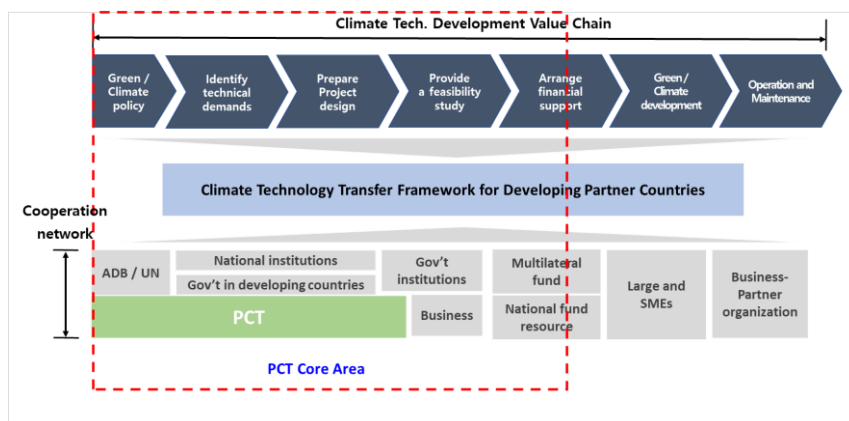 Climate Tech. Development Value Chain
Green /
Climate
policy
Identify
technical
demands
Prepare
Project
design
Provide
a feasibility
study
Arrange
financial
support
Green /
Climate
development
Operation and
Maintenance
Climate Technology Transfer Framework for Developing Partner Countries
Cooperation
network
ADB / UN
National institutions
Gov't in developing countries
Gov't
institutions
Multilateral
fund
Large and
SMEs
Business-
Partner
organization
PCT
Business
National fund
resource
PCT Core Area